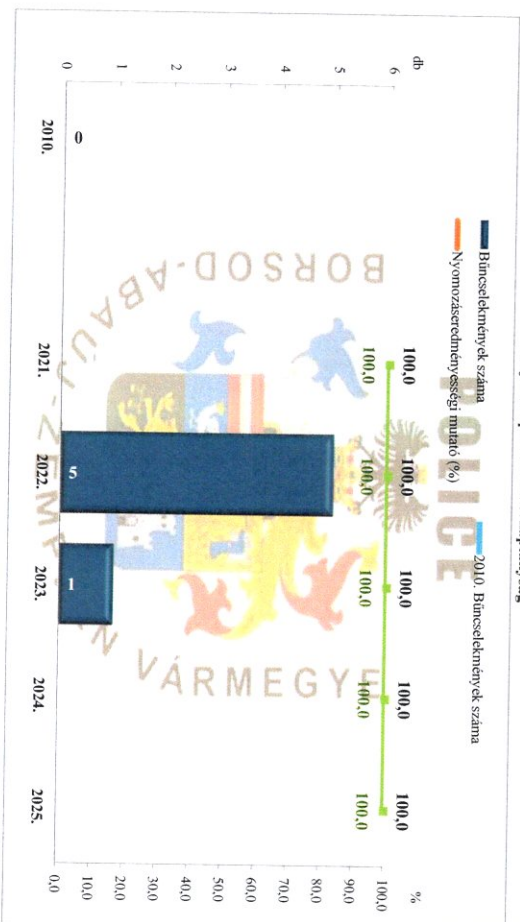 Bűncselekmények száma
2010. Bűncselekmények száma
Nyomozáseredményességi mutató (%)
db
%
6
5
4
3
2
1
0
100,0
90,0
80,0
70,0
60,0
50,0
40,0
30,0
20,0
10,0
0,0
100,0 100,0 100,0 100,0 100,0
100,0 100,0 100,0 100,0 100,0
0
5
1
2010. 2021. 2022. 2023. 2024. 2025.
POLICE
BORSOD-ABAÚJ-ZEMPLÉN VÁRMEGYE